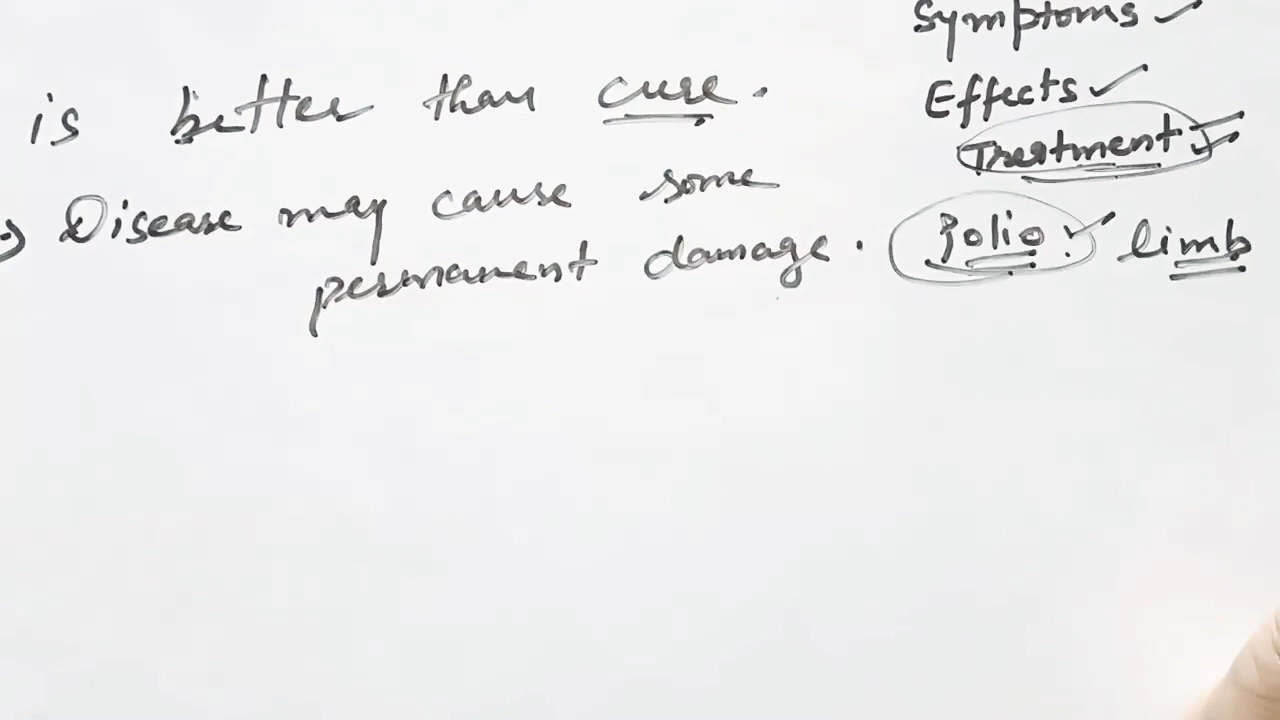 Symptoms ✓
is better than cure.
Effects ✓
Treatment ✓
→ Disease may cause some
permanent damage.
Polio ✓ limb